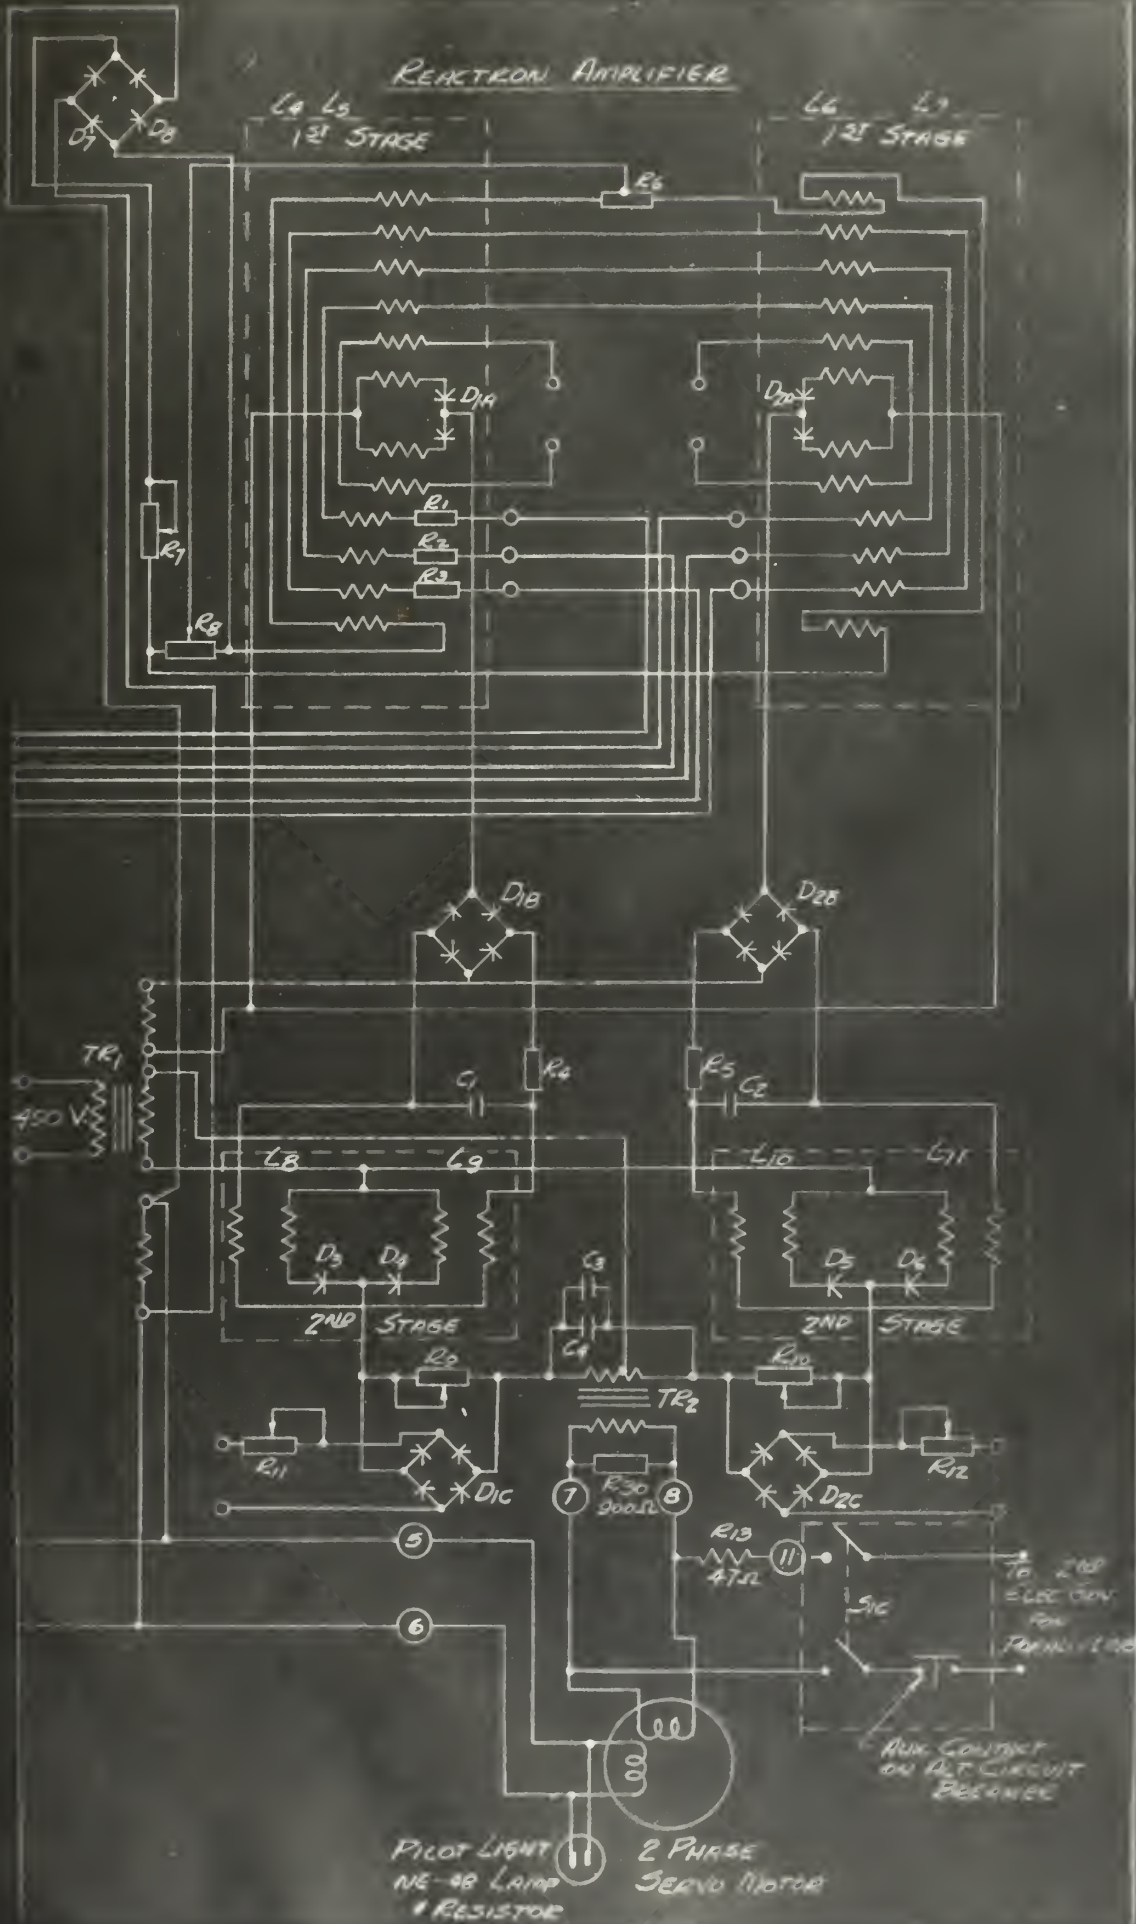 REACTRON AMPLIFIER
L4 L5
1ST STAGE
L6 L7
1ST STAGE
D7
D8
R6
D1A
D2A
R1
R2
R3
R7
R8
D1B
D2B
TR1
450 V
R4
R5
C1
C2
L8
L9
L10
L11
D3
D4
D5
D6
2ND STAGE
2ND STAGE
C3
C4
R9
R10
TR2
R11
R12
D1C
D2C
R30
900Ω
7
8
5
6
R13
47Ω
11
S1C
TO 2ND
FOR
AUX. CONTACT
ON ALT. CIRCUIT
BREAKER
PILOT LIGHT
NE-48 LAMP
& RESISTOR
2 PHASE
SERVO MOTOR